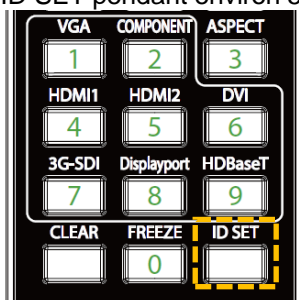 ID SET pendant environ
VGA COMPONENT ASPECT
1 2 3
HDMI1 HDMI2 DVI
4 5 6
3G-SDI Displayport HDBaseT
7 8 9
CLEAR FREEZE ID SET
0